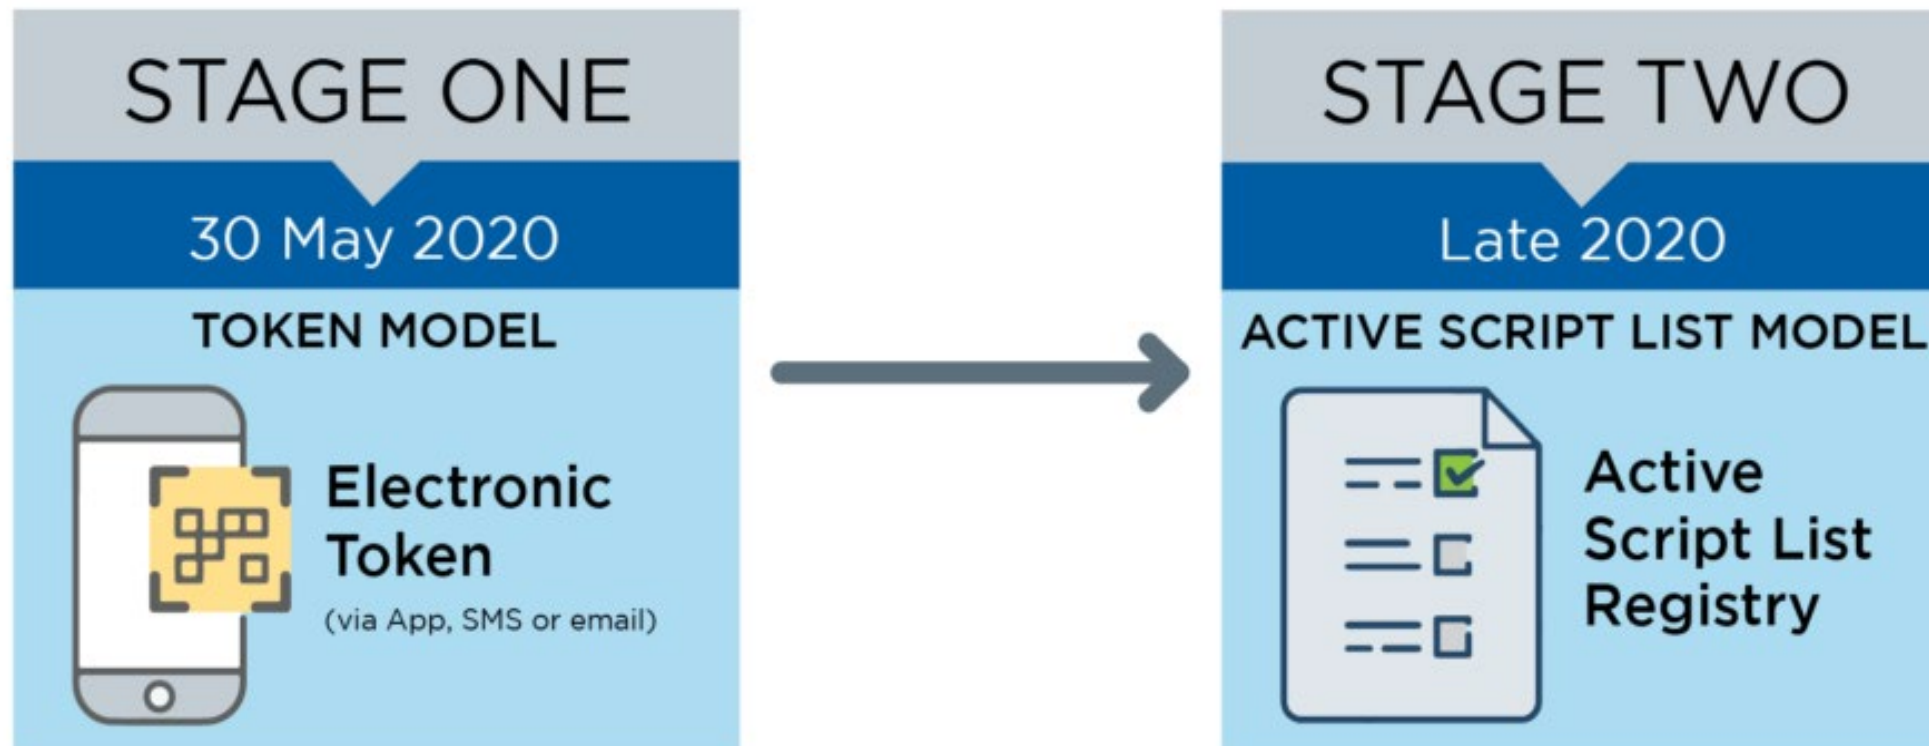 STAGE ONE
30 May 2020
TOKEN MODEL
Electronic
Token
(via App, SMS or email)
STAGE TWO
Late 2020
ACTIVE SCRIPT LIST MODEL
Active
Script List
Registry